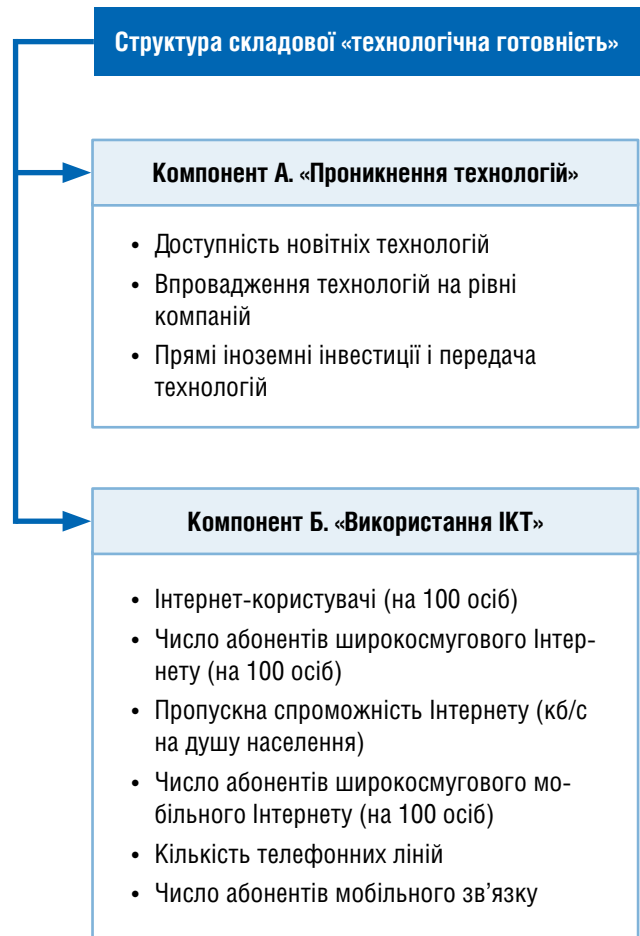 Структура складової «технологічна готовність»
Компонент А. «Проникнення технологій»
• Доступність новітніх технологій
• Впровадження технологій на рівні
компаній
• Прямі іноземні інвестиції і передача
технологій
Компонент Б. «Використання ІКТ»
• Інтернет-користувачі (на 100 осіб)
• Число абонентів широкосмугового Інтер-
нету (на 100 осіб)
• Пропускна спроможність Інтернету (кб/с
на душу населення)
• Число абонентів широкосмугового мо-
більного Інтернету (на 100 осіб)
• Кількість телефонних ліній
• Число абонентів мобільного зв’язку